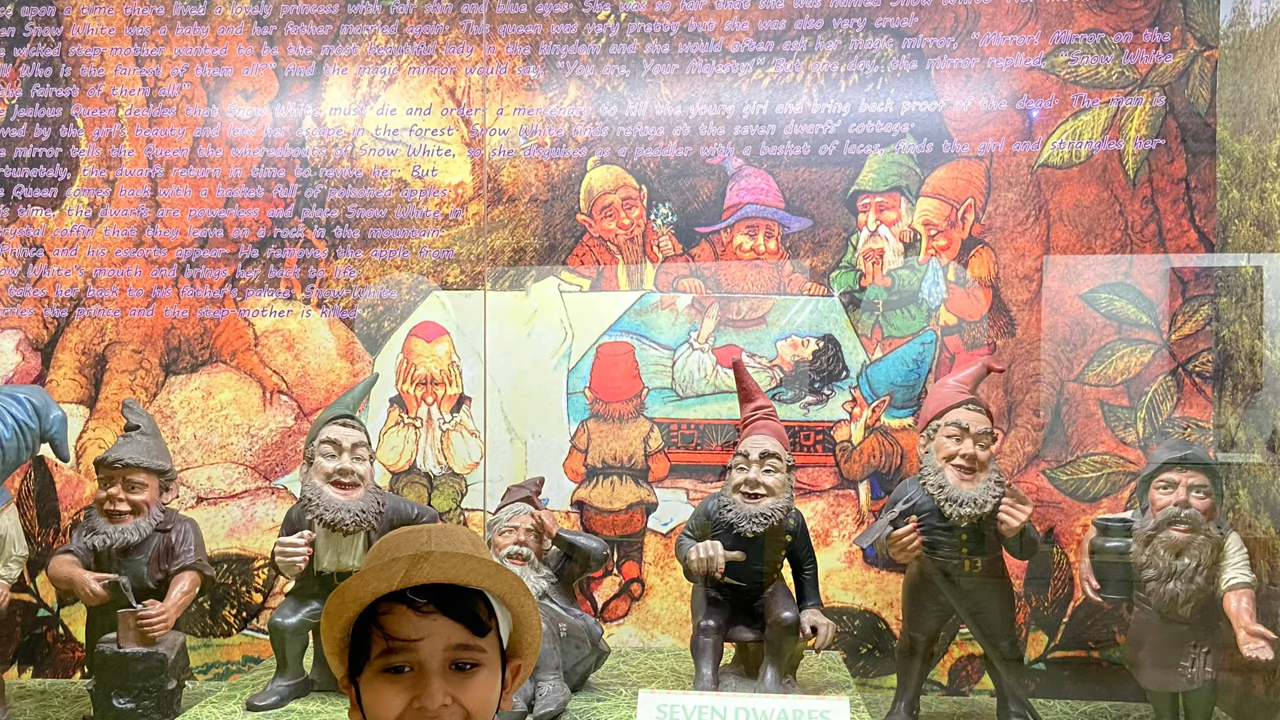 upon a time there lived a lovely princess with fair skin and blue eyes. She was so fair that she was named Snow White
en Snow White was a baby and her father married again. This queen was very pretty but she was also very cruel.
wicked step-mother wanted to be the most beautiful lady in the kingdom and she would often ask her magic mirror, "Mirror! Mirror on the
Who is the fairest of them all?" And the magic mirror would say, "You are, Your Majesty!" But one day, the mirror replied, "Snow White
the fairest of them all!"
jealous Queen decides that Snow White must die and orders a mercenary to kill the young girl and bring back proof of the dead. The man is
ved by the girl's beauty and lets her escape in the forest. Snow White finds refuge at the seven dwarfs' cottage.
mirror tells the Queen the whereabouts of Snow White, so she disguises as a pedler with a basket of laces, finds the girl and strangles her.
rtunately, the dwarfs return in time to revive her. But
Queen comes back with a basket full of poisoned apples.
is time, the dwarfs are powerless and place Snow White in
crystal coffin that they leave on a rock in the mountain.
Prince and his escorts appear. He removes the apple from
ow White's mouth and brings her back to life.
takes her back to his father's palace. Snow-White
rries the prince and the step-mother is killed
SEVEN DWARFS